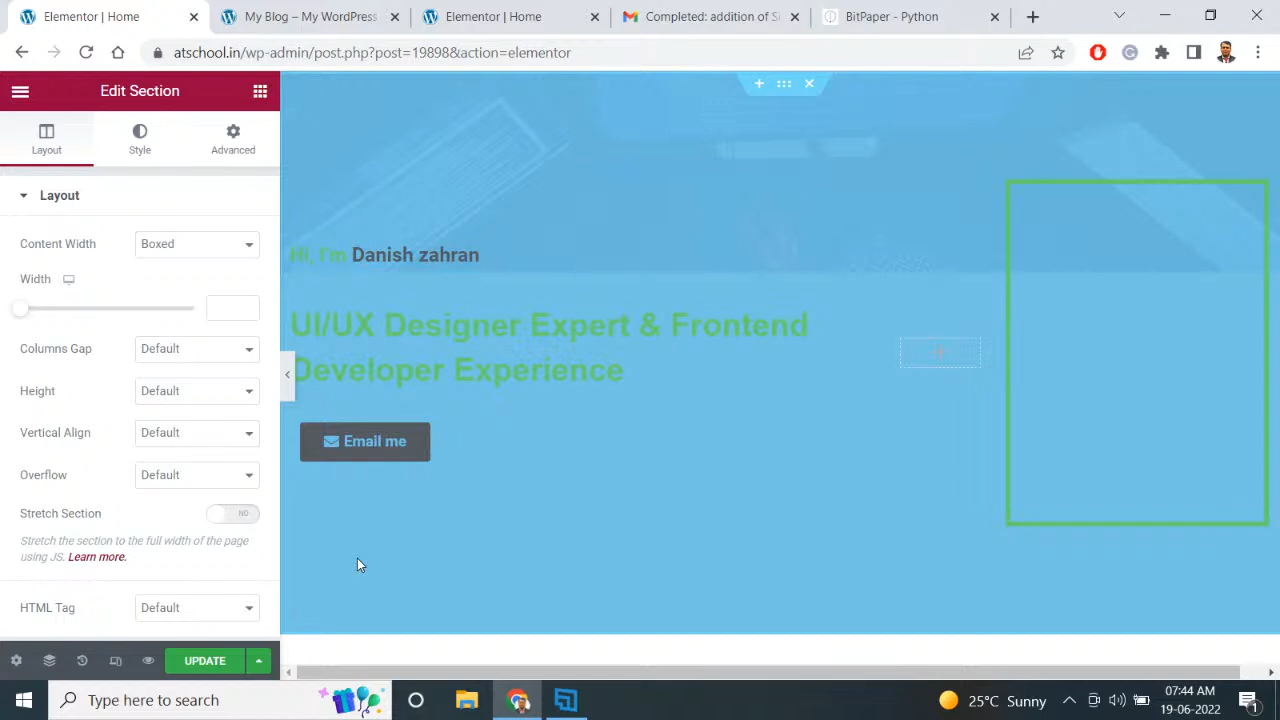 Elementor | Home
My Blog – My WordPress
Elementor | Home
Completed: addition of Si
BitPaper - Python
atschool.in/wp-admin/post.php?post=19898&action=elementor
Edit Section
Layout
Style
Advanced
Layout
Content Width
Boxed
Width
Columns Gap
Default
Height
Default
Vertical Align
Default
Overflow
Default
Stretch Section
NO
Stretch the section to the full width of the page
using JS. Learn more.
HTML Tag
Default
UPDATE
Hi, I'm Danish zahran
UI/UX Designer Expert & Frontend
Developer Experience
Email me
Type here to search
25°C Sunny
07:44 AM
19-06-2022
1